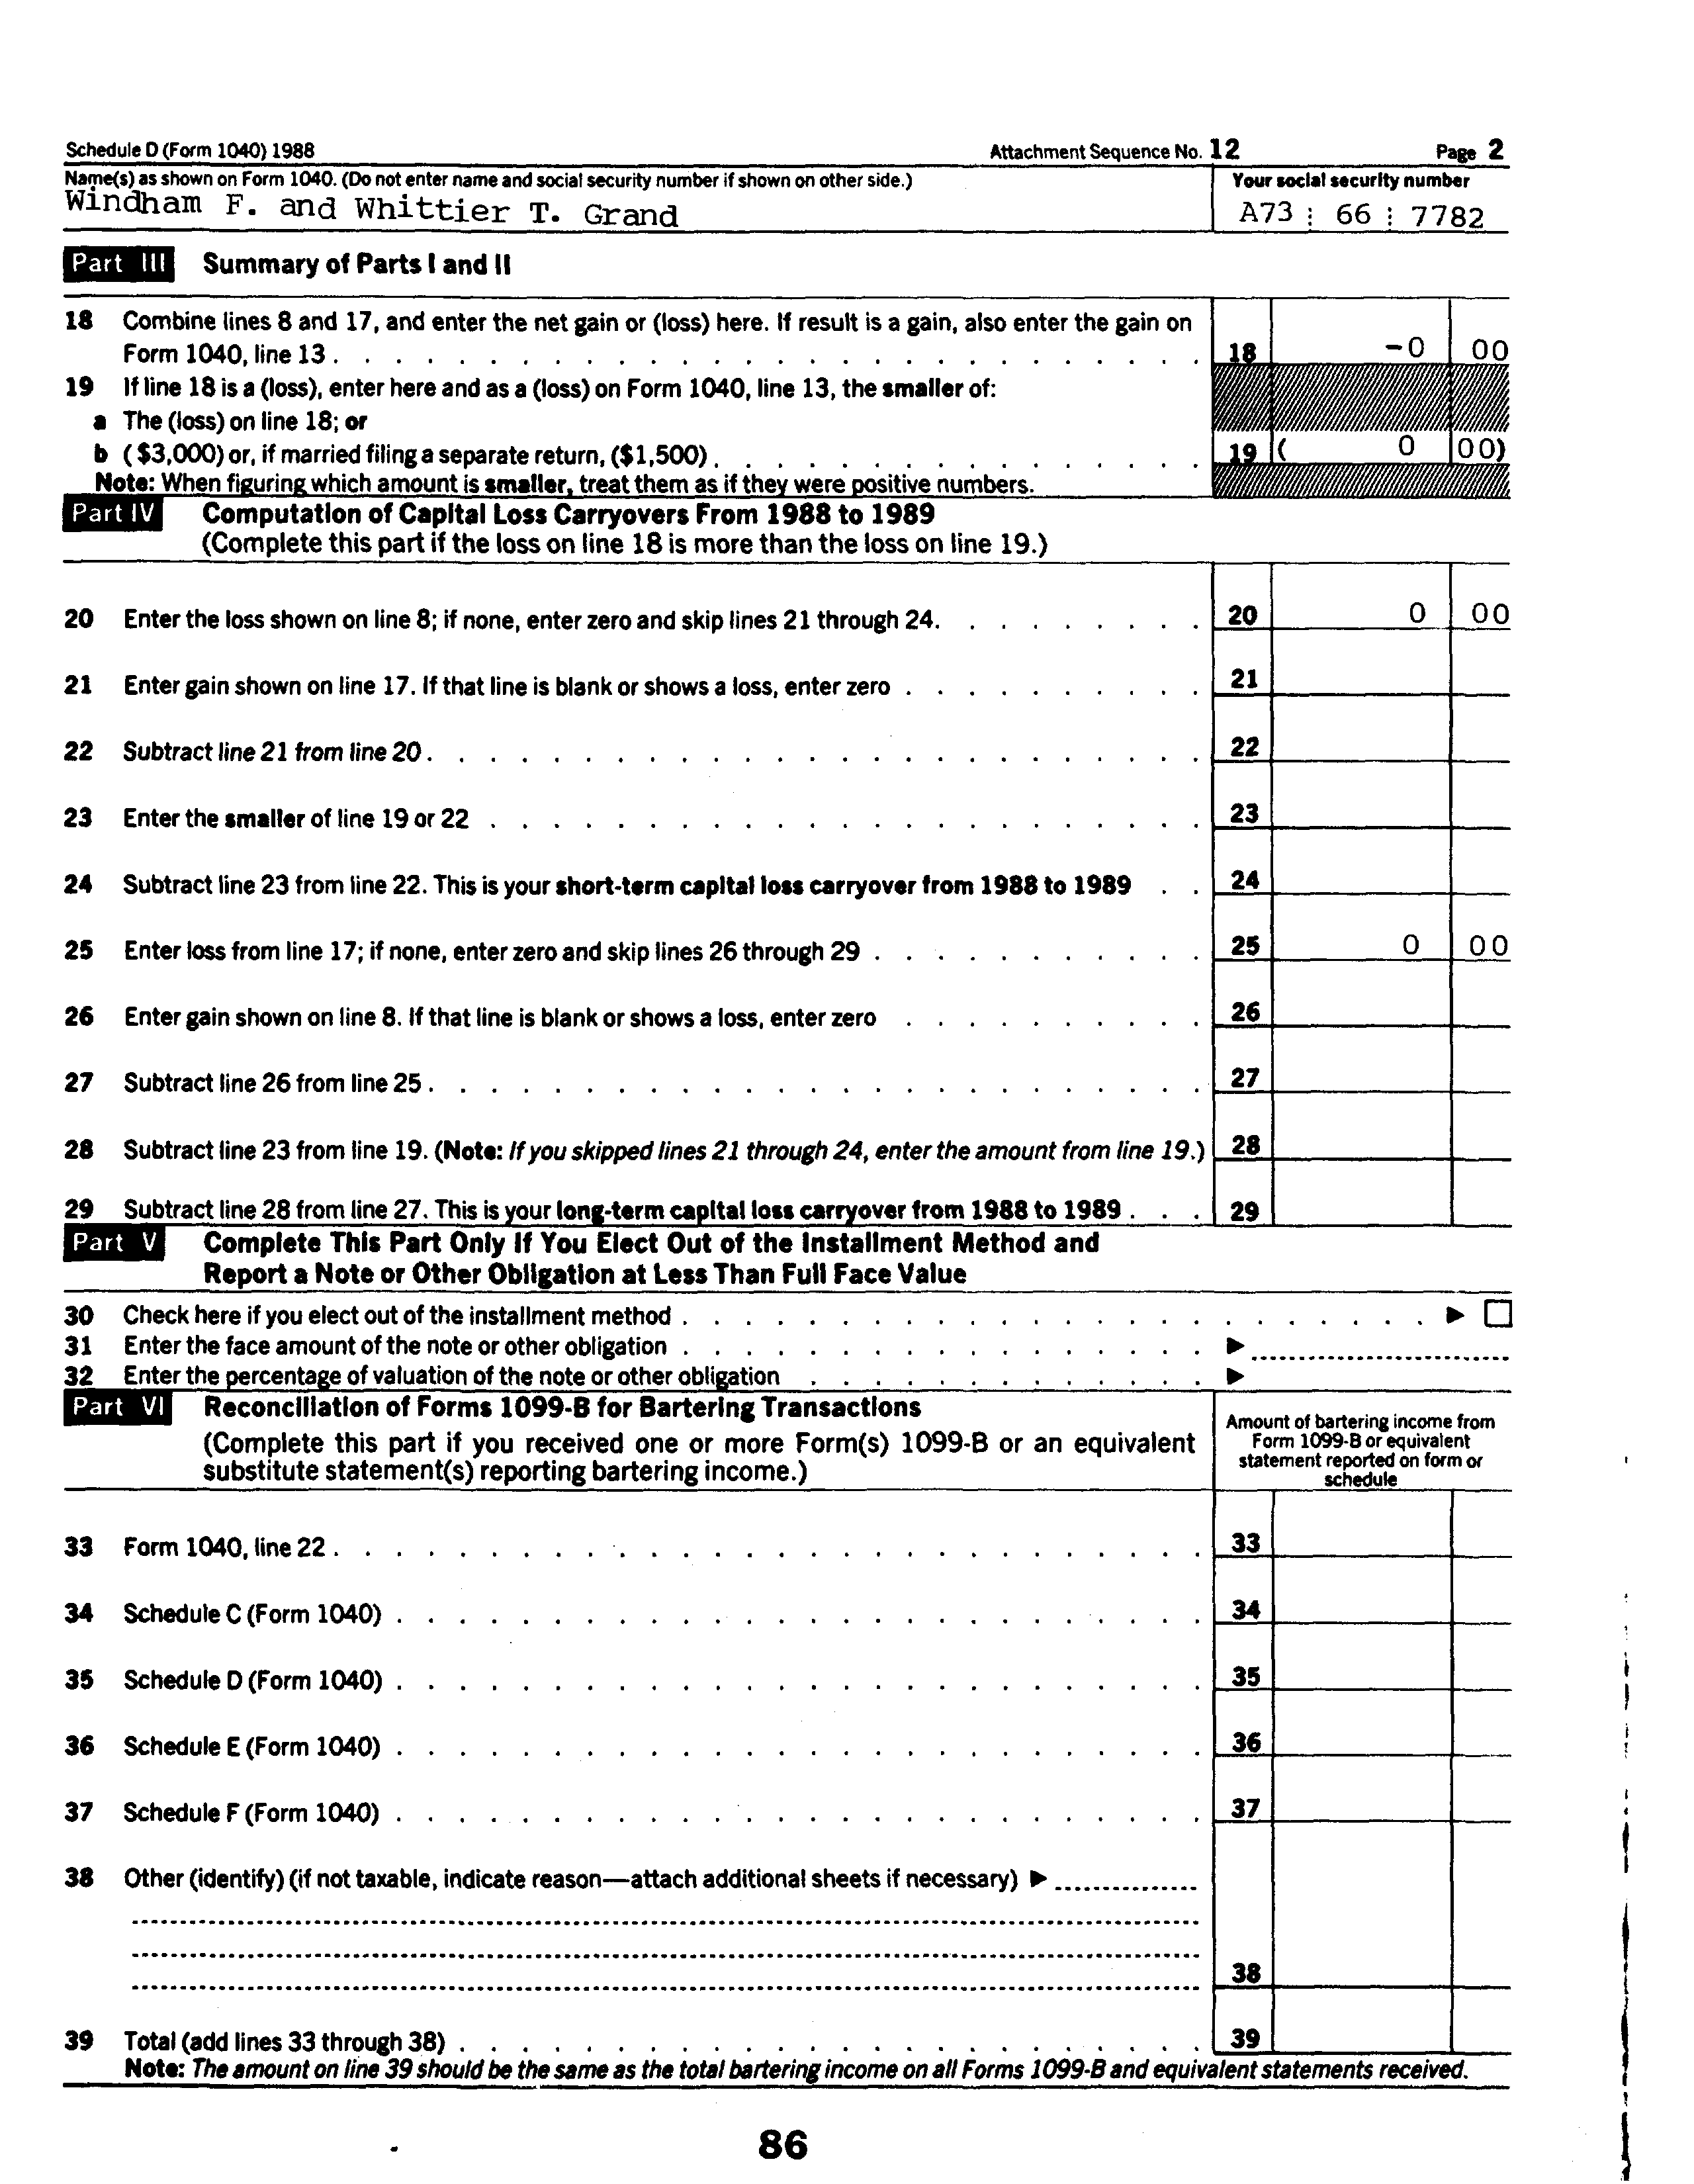 Schedule D (Form 1040) 1988 Attachment Sequence No. 12 Page 2
Name(s) as shown on Form 1040. (Do not enter name and social security number if shown on other side.) Your social security number
Windham F. and Whittier T. Grand A73 66 7782
Part III Summary of Parts I and II
18 Combine lines 8 and 17, and enter the net gain or (loss) here. If result is a gain, also enter the gain on
Form 1040, line 13 . . . . . . . . . . . . . . . . . . . . . . . . . . . . 18 -0 00
19 If line 18 is a (loss), enter here and as a (loss) on Form 1040, line 13, the smaller of:
a The (loss) on line 18; or
b ($3,000) or, if married filing a separate return, ($1,500) . . . . . . . . . . . . . . . . 19 ( 0 00)
Note: When figuring which amount is smaller, treat them as if they were positive numbers.
Part IV Computation of Capital Loss Carryovers From 1988 to 1989
(Complete this part if the loss on line 18 is more than the loss on line 19.)
20 Enter the loss shown on line 8; if none, enter zero and skip lines 21 through 24. . . . . . . . . 20 0 00
21 Enter gain shown on line 17. If that line is blank or shows a loss, enter zero . . . . . . . . . . 21
22 Subtract line 21 from line 20 . . . . . . . . . . . . . . . . . . . . . . . . . 22
23 Enter the smaller of line 19 or 22 . . . . . . . . . . . . . . . . . . . . . . . 23
24 Subtract line 23 from line 22. This is your short-term capital loss carryover from 1988 to 1989 . . 24
25 Enter loss from line 17; if none, enter zero and skip lines 26 through 29 . . . . . . . . . . . 25 0 00
26 Enter gain shown on line 8. If that line is blank or shows a loss, enter zero . . . . . . . . . . 26
27 Subtract line 26 from line 25 . . . . . . . . . . . . . . . . . . . . . . . . . 27
28 Subtract line 23 from line 19. (Note: If you skipped lines 21 through 24, enter the amount from line 19.) 28
29 Subtract line 28 from line 27. This is your long-term capital loss carryover from 1988 to 1989 . . . 29
Part V Complete This Part Only If You Elect Out of the Installment Method and
Report a Note or Other Obligation at Less Than Full Face Value
30 Check here if you elect out of the installment method . . . . . . . . . . . . . . . . . . . . . . . . ▶ ☐
31 Enter the face amount of the note or other obligation . . . . . . . . . . . . . . . . . ▶
32 Enter the percentage of valuation of the note or other obligation . . . . . . . . . . . . . ▶
Part VI Reconciliation of Forms 1099-B for Bartering Transactions
(Complete this part if you received one or more Form(s) 1099-B or an equivalent
substitute statement(s) reporting bartering income.)
Amount of bartering income from
Form 1099-B or equivalent
statement reported on form or
schedule
33 Form 1040, line 22 . . . . . . . . . . . . . . . . . . . . . . . . . . . . 33
34 Schedule C (Form 1040) . . . . . . . . . . . . . . . . . . . . . . . . . . 34
35 Schedule D (Form 1040) . . . . . . . . . . . . . . . . . . . . . . . . . . 35
36 Schedule E (Form 1040) . . . . . . . . . . . . . . . . . . . . . . . . . . 36
37 Schedule F (Form 1040) . . . . . . . . . . . . . . . . . . . . . . . . . . 37
38 Other (identify) (if not taxable, indicate reason—attach additional sheets if necessary) ▶
38
39 Total (add lines 33 through 38) . . . . . . . . . . . . . . . . . . . . . . . . 39
Note: The amount on line 39 should be the same as the total bartering income on all Forms 1099-B and equivalent statements received.
86